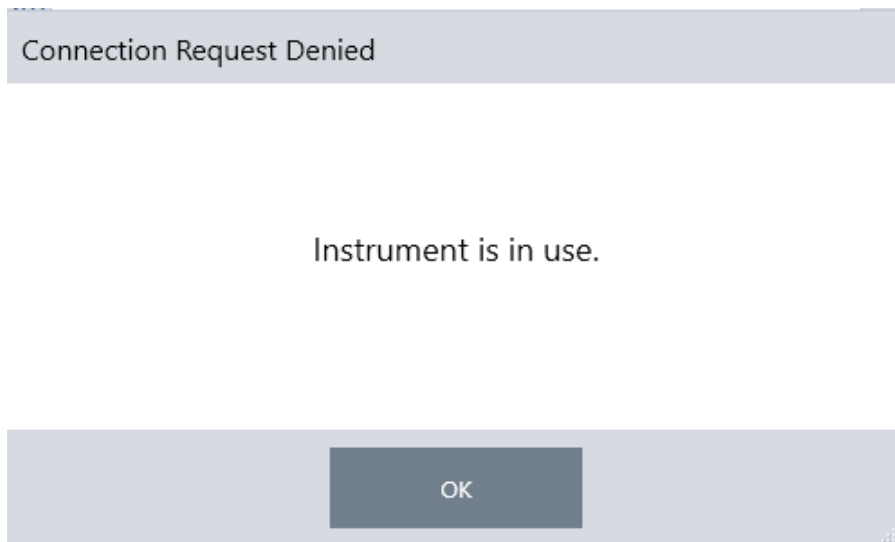 Connection Request Denied
Instrument is in use.
OK